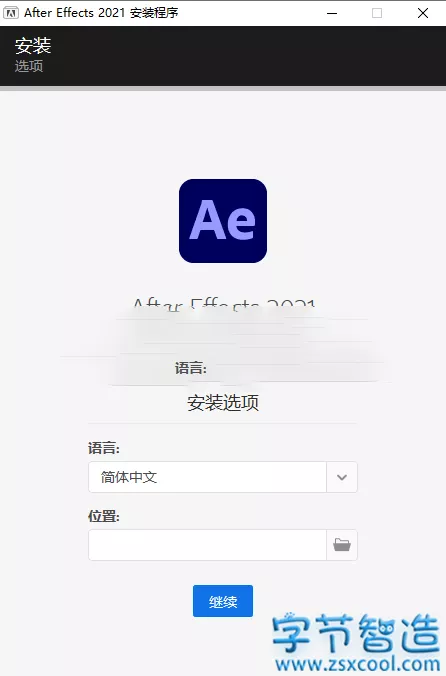 After Effects 2021 安装程序
安装
选项
Ae
After Effects 2021
语言:
安装选项
语言:
简体中文
位置:
继续
字节智造
www.zsxcool.com